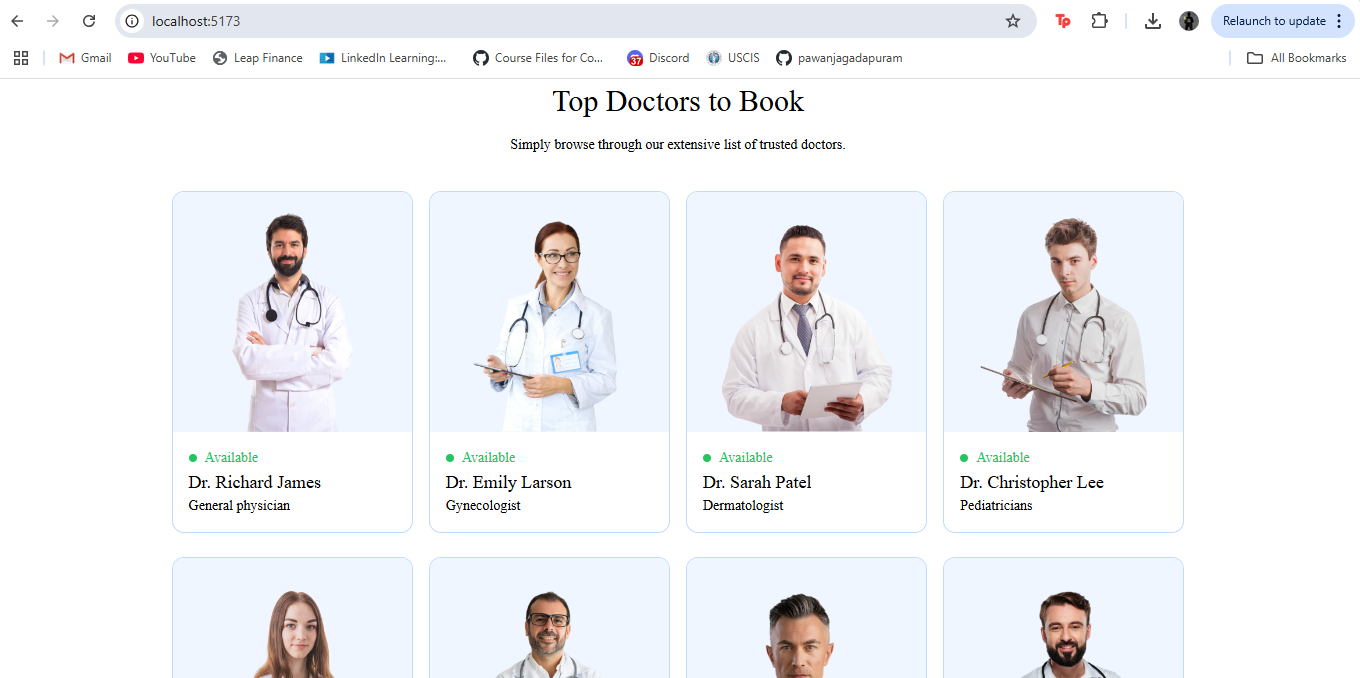 localhost:5173
Tp
Relaunch to update
Gmail
YouTube
Leap Finance
LinkedIn Learning:...
Course Files for Co...
37
Discord
USCIS
pawanjagadapuram
All Bookmarks
Top Doctors to Book
Simply browse through our extensive list of trusted doctors.
Available
Dr. Richard James
General physician
Available
Dr. Emily Larson
Gynecologist
Available
Dr. Sarah Patel
Dermatologist
Available
Dr. Christopher Lee
Pediatricians